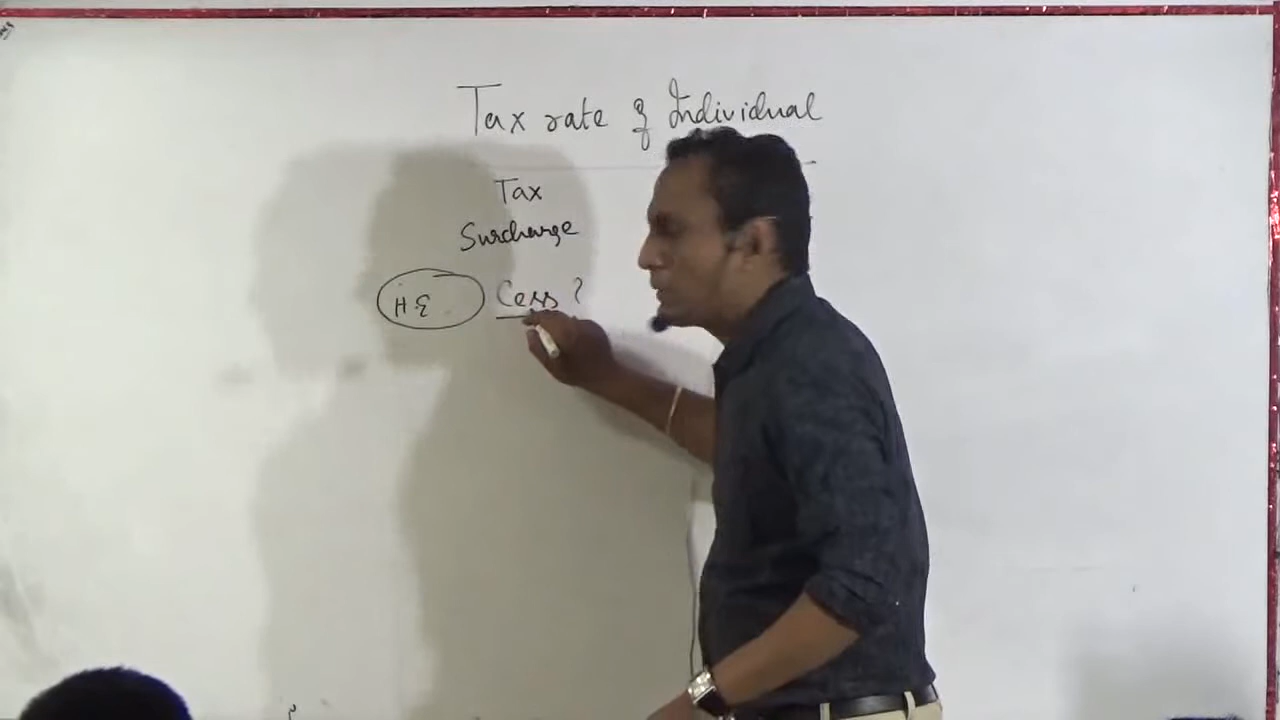 Tax rate of Individual
Tax
Surcharge
H.E Cess ?